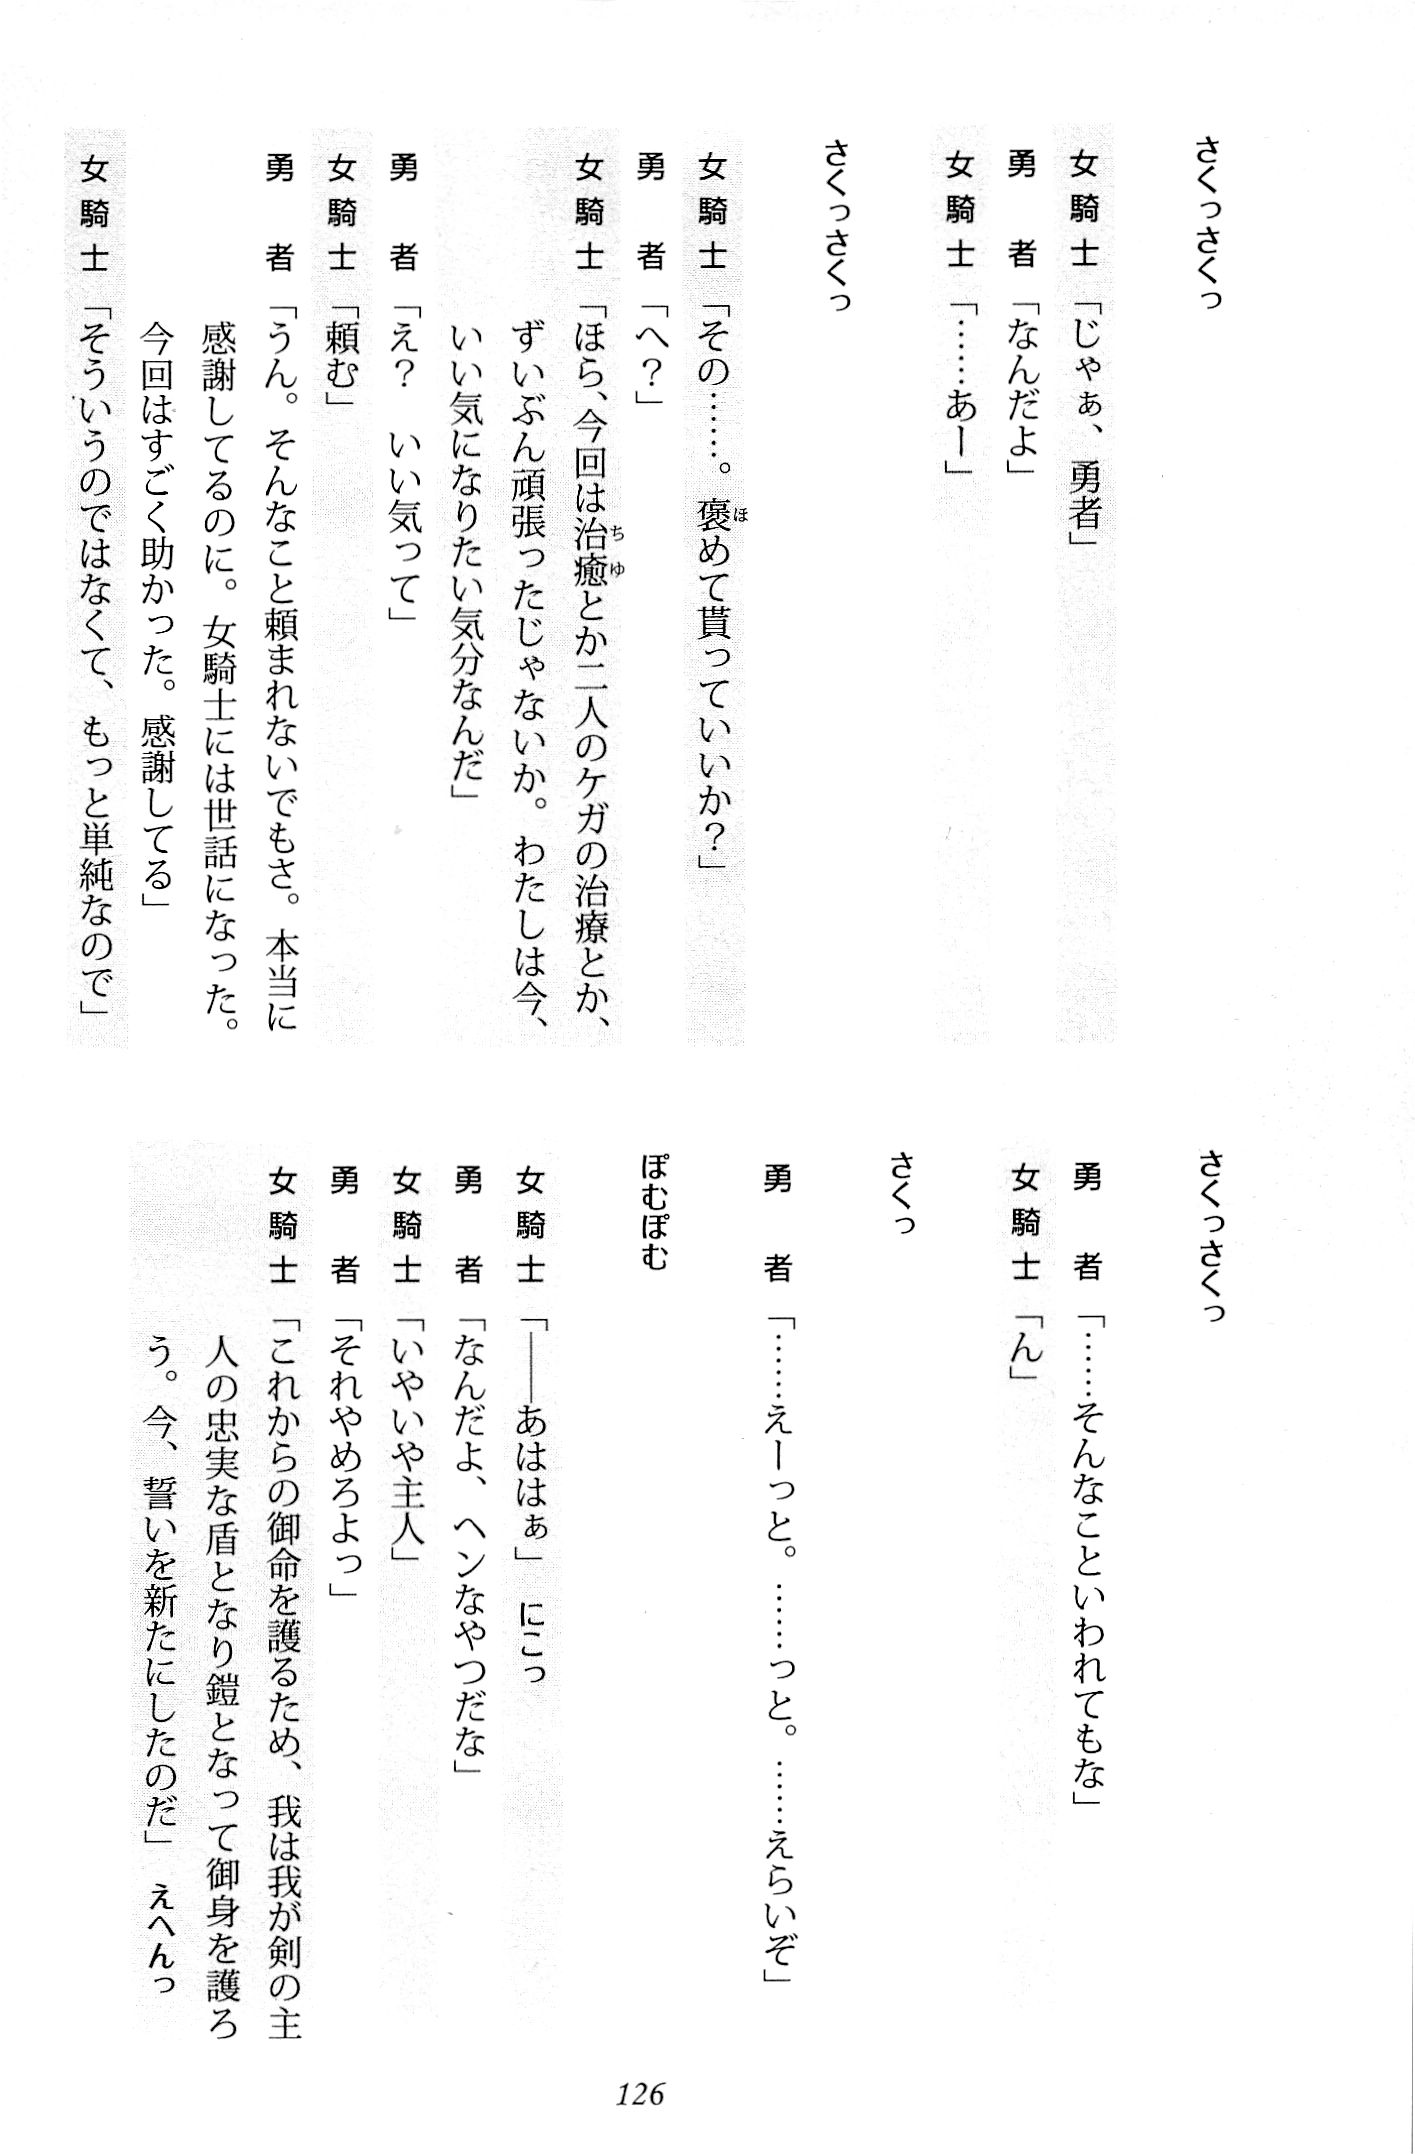 さくっさくっ
女騎士「じゃぁ、勇者」
勇　者「なんだよ」
女騎士「……あー」
さくっさくっ
女騎士「その……。褒めて貰っていいか？」
勇　者「へ？」
女騎士「ほら、今回は治癒とか二人のケガの治療とか、
ずいぶん頑張ったじゃないか。わたしは今、
いい気になりたい気分なんだ」
勇　者「え？　いい気って」
女騎士「頼む」
勇　者「うん。そんなこと頼まれないでもさ。本当に
感謝してるのに。女騎士には世話になった。
今回はすごく助かった。感謝してる」
女騎士「そういうのではなくて、もっと単純なので」
さくっさくっ
勇　者「……そんなこといわれてもな」
女騎士「ん」
さくっ
勇　者「……えーっと。……っと。……えらいぞ」
ぽむぽむ
女騎士「――あははぁ」　にこっ
勇　者「なんだよ、ヘンなやつだな」
女騎士「いやいや主人」
勇　者「それやめろよっ」
女騎士「これからの御命を護るため、我は我が剣の主
人の忠実な盾となり鎧となって御身を護ろ
う。今、誓いを新たにしたのだ」　えへんっ
126